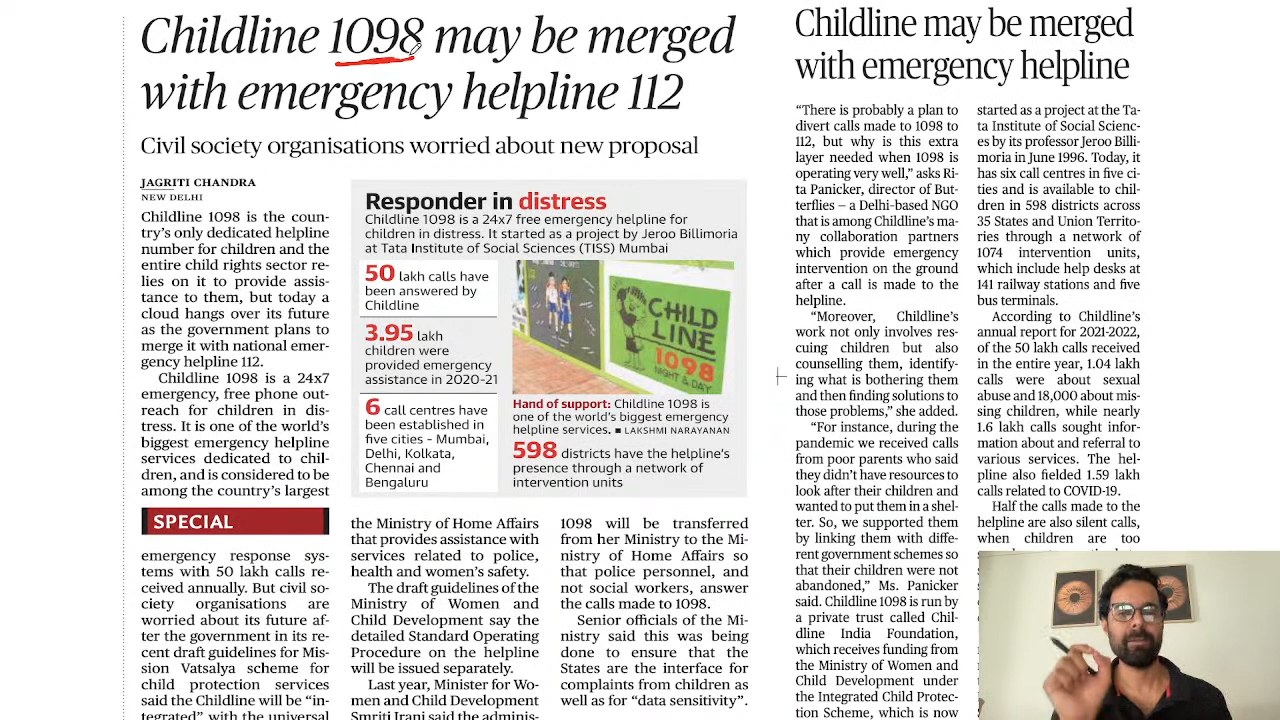 Childline 1098 may be merged
with emergency helpline 112
Civil society organisations worried about new proposal
JAGRITI CHANDRA
NEW DELHI
Childline 1098 is the coun-
try's only dedicated helpline
number for children and the
entire child rights sector re-
lies on it to provide assis-
tance to them, but today a
cloud hangs over its future
as the government plans to
merge it with national emer-
gency helpline 112.
Childline 1098 is a 24x7
emergency, free phone out-
reach for children in dis-
tress. It is one of the world's
biggest emergency helpline
services dedicated to chil-
dren, and is considered to be
among the country's largest
SPECIAL
emergency response sys-
tems with 50 lakh calls re-
ceived annually. But civil so-
ciety organisations are
worried about its future af-
ter the government in its re-
cent draft guidelines for Mis-
sion Vatsalya scheme for
child protection services
said the Childline will be "in-
tegrated" with the universal
Responder in distress
Childline 1098 is a 24x7 free emergency helpline for
children in distress. It started as a project by Jeroo Billimoria
at Tata Institute of Social Sciences (TISS) Mumbai
50 lakh calls have
been answered by
Childline
3.95 lakh
children were
provided emergency
assistance in 2020-21
6 call centres have
been established in
five cities - Mumbai,
Delhi, Kolkata,
Chennai and
Bengaluru
CHILD
LINE
1098
NIGHT & DAY
Hand of support: Childline 1098 is
one of the world's biggest emergency
helpline services. ■ LAKSHMI NARAYANAN
598 districts have the helpline's
presence through a network of
intervention units
the Ministry of Home Affairs
that provides assistance with
services related to police,
health and women's safety.
The draft guidelines of the
Ministry of Women and
Child Development say the
detailed Standard Operating
Procedure on the helpline
will be issued separately.
Last year, Minister for Wo-
men and Child Development
Smriti Irani said the adminis-
1098 will be transferred
from her Ministry to the Mi-
nistry of Home Affairs so
that police personnel, and
not social workers, answer
the calls made to 1098.
Senior officials of the Mi-
nistry said this was being
done to ensure that the
States are the interface for
complaints from children as
well as for "data sensitivity".
Childline may be merged
with emergency helpline
"There is probably a plan to
divert calls made to 1098 to
112, but why is this extra
layer needed when 1098 is
operating very well," asks Ri-
ta Panicker, director of But-
terflies – a Delhi-based NGO
that is among Childline's ma-
ny collaboration partners
which provide emergency
intervention on the ground
after a call is made to the
helpline.
"Moreover, Childline's
work not only involves res-
cuing children but also
counselling them, identify-
ing what is bothering them
and then finding solutions to
those problems," she added.
"For instance, during the
pandemic we received calls
from poor parents who said
they didn't have resources to
look after their children and
wanted to put them in a shel-
ter. So, we supported them
by linking them with diffe-
rent government schemes so
that their children were not
abandoned," Ms. Panicker
said. Childline 1098 is run by
a private trust called Chil-
dline India Foundation,
which receives funding from
the Ministry of Women and
Child Development under
the Integrated Child Protec-
tion Scheme, which is now
started as a project at the Ta-
ta Institute of Social Scienc-
es by its professor Jeroo Billi-
moria in June 1996. Today, it
has six call centres in five ci-
ties and is available to chil-
dren in 598 districts across
35 States and Union Territo-
ries through a network of
1074 intervention units,
which include help desks at
141 railway stations and five
bus terminals.
According to Childline's
annual report for 2021-2022,
of the 50 lakh calls received
in the entire year, 1.04 lakh
calls were about sexual
abuse and 18,000 about mis-
sing children, while nearly
1.6 lakh calls sought infor-
mation about and referral to
various services. The hel-
pline also fielded 1.59 lakh
calls related to COVID-19.
Half the calls made to the
helpline are also silent calls,
when children are too